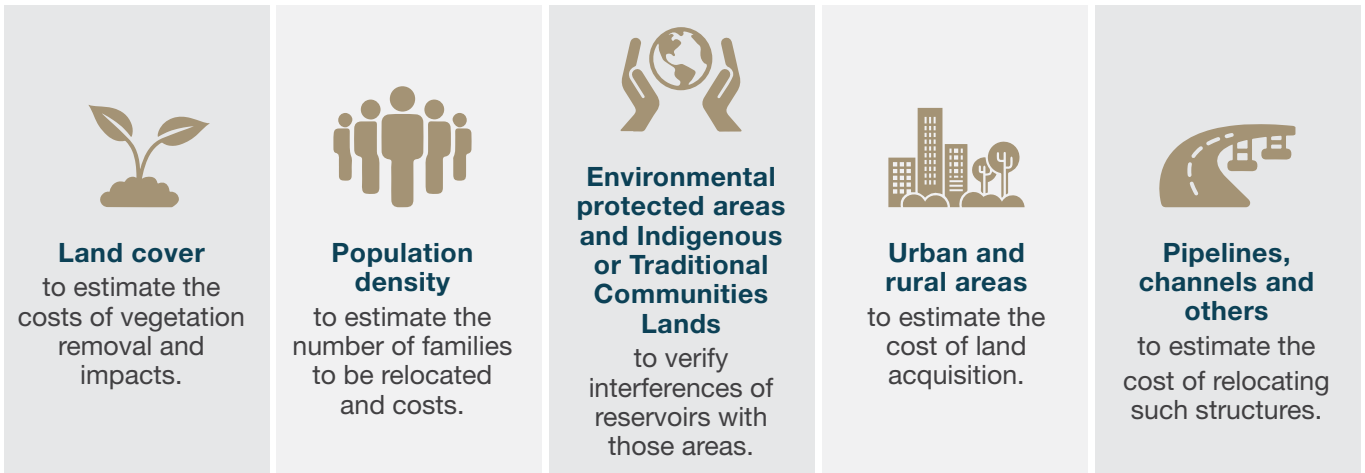 Land cover
to estimate the
costs of vegetation
removal and
impacts.
Population
density
to estimate the
number of families
to be relocated
and costs.
Environmental
protected areas
and Indigenous
or Traditional
Communities
Lands
to verify
interferences of
reservoirs with
those areas.
Urban and
rural areas
to estimate the
cost of land
acquisition.
Pipelines,
channels and
others
to estimate the
cost of relocating
such structures.